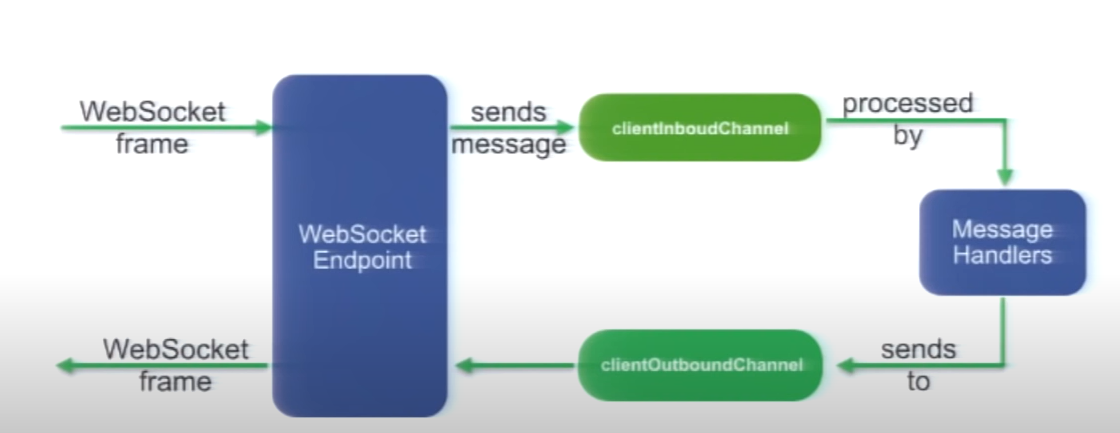 WebSocket
frame
sends
message
clientInboudChannel
processed
by
WebSocket
Endpoint
Message
Handlers
WebSocket
frame
clientOutboundChannel
sends
to